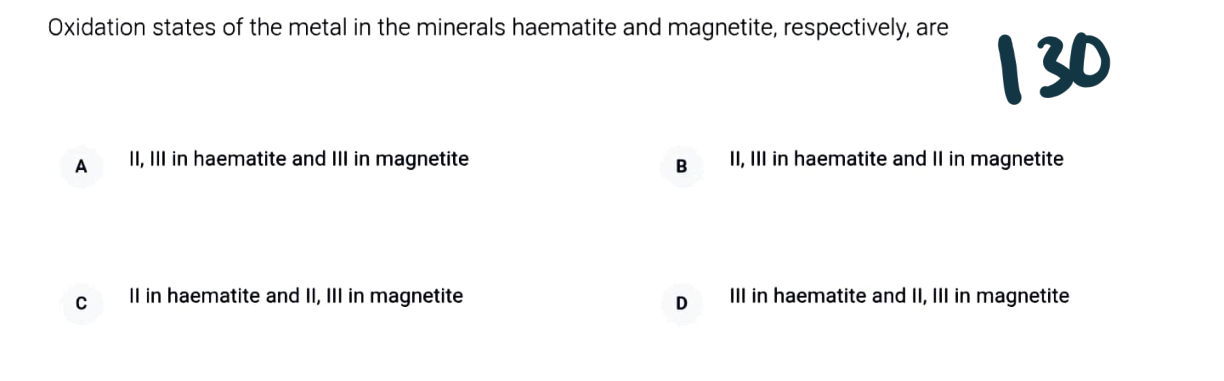 Oxidation states of the metal in the minerals haematite and magnetite, respectively, are
130
A II, III in haematite and III in magnetite
B II, III in haematite and II in magnetite
C II in haematite and II, III in magnetite
D III in haematite and II, III in magnetite